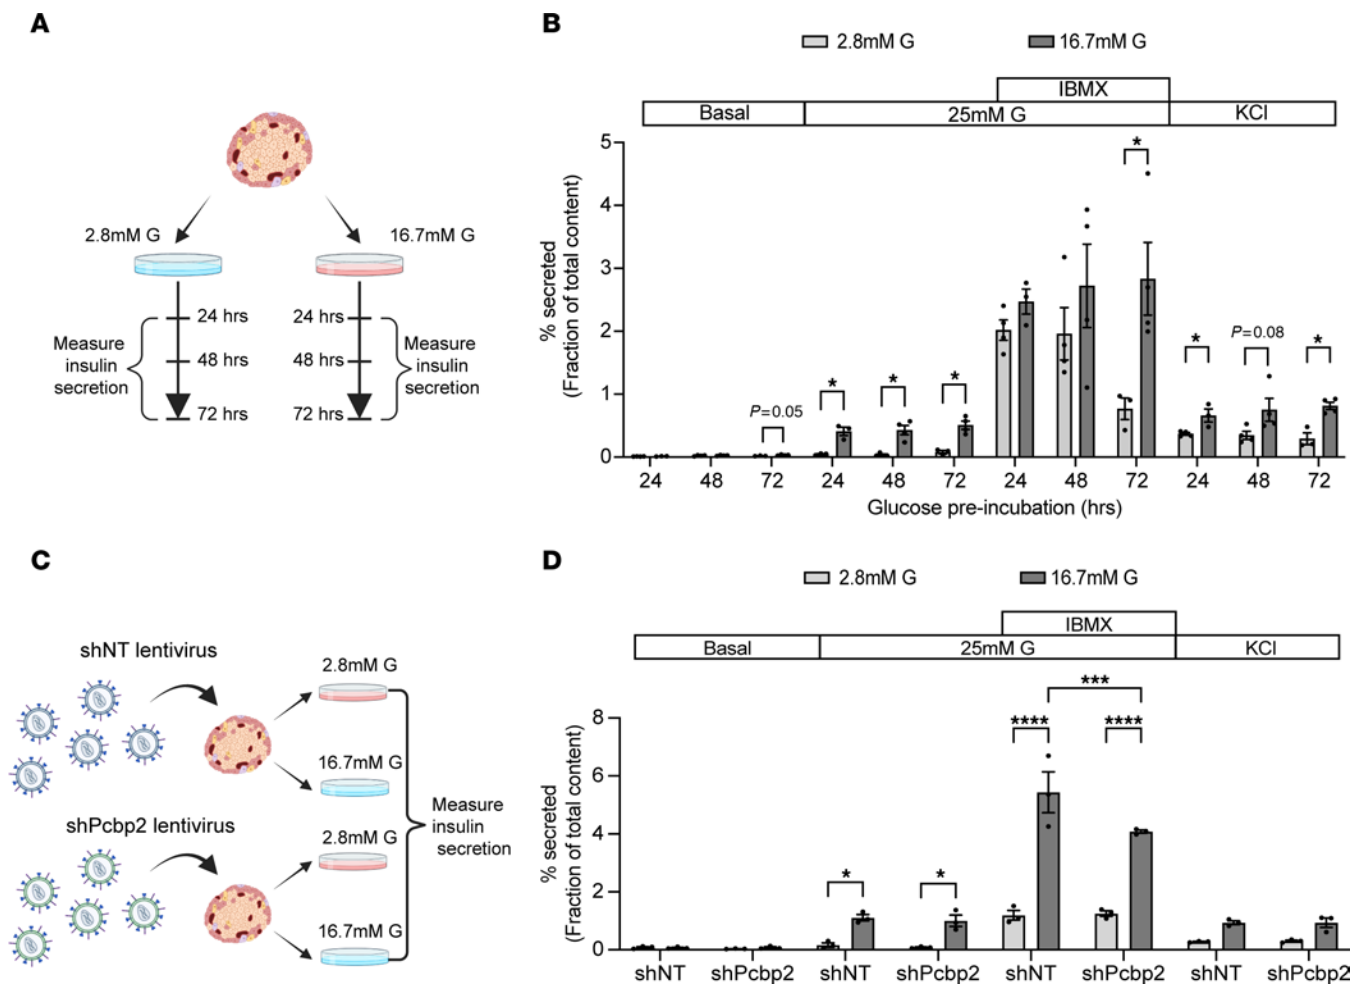 A
2.8mM G
16.7mM G
24 hrs
48 hrs
72 hrs
Measure
insulin
secretion
24 hrs
48 hrs
72 hrs
Measure
insulin
secretion
B
2.8mM G
16.7mM G
IBMX
Basal
25mM G
KCl
% secreted
(Fraction of total content)
5
4
3
2
1
0
P=0.05
*
*
*
*
*
P=0.08
*
24 48 72 24 48 72 24 48 72 24 48 72
Glucose pre-incubation (hrs)
C
shNT lentivirus
2.8mM G
16.7mM G
shPcbp2 lentivirus
2.8mM G
16.7mM G
Measure
insulin
secretion
D
2.8mM G
16.7mM G
IBMX
Basal
25mM G
KCl
% secreted
(Fraction of total content)
8
6
4
2
0
*
*
****
***
****
shNT shPcbp2 shNT shPcbp2 shNT shPcbp2 shNT shPcbp2